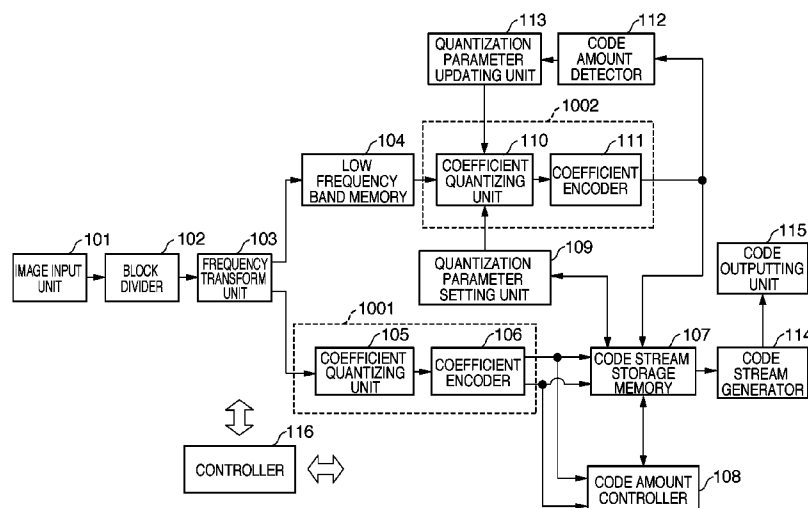 113
112
QUANTIZATION
PARAMETER
UPDATING UNIT
CODE
AMOUNT
DETECTOR
1002
104
110
111
LOW
FREQUENCY
BAND MEMORY
COEFFICIENT
QUANTIZING
UNIT
COEFFICIENT
ENCODER
101
102
103
109
115
IMAGE INPUT
UNIT
BLOCK
DIVIDER
FREQUENCY
TRANSFORM
UNIT
QUANTIZATION
PARAMETER
SETTING UNIT
CODE
OUTPUTTING
UNIT
1001
105
106
107
114
COEFFICIENT
QUANTIZING
UNIT
COEFFICIENT
ENCODER
CODE STREAM
STORAGE
MEMORY
CODE
STREAM
GENERATOR
116
CONTROLLER
108
CODE AMOUNT
CONTROLLER